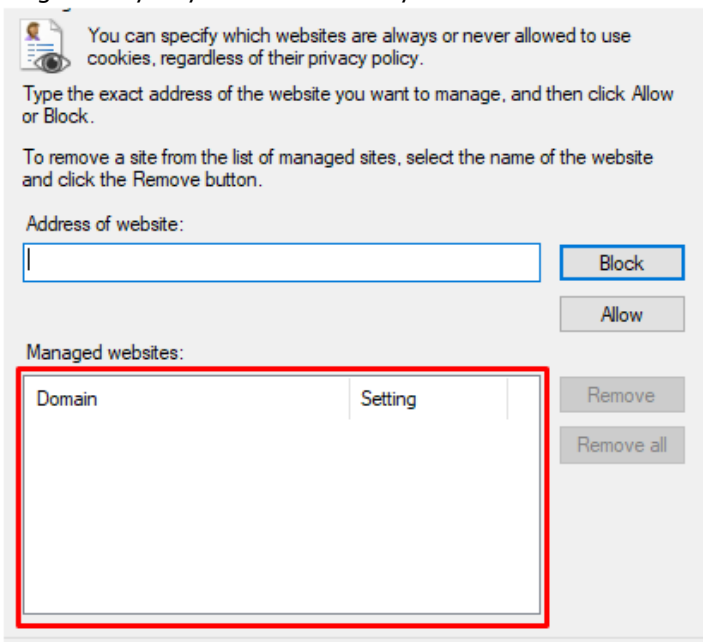 You can specify which websites are always or never allowed to use
cookies, regardless of their privacy policy.
Type the exact address of the website you want to manage, and then click Allow
or Block.
To remove a site from the list of managed sites, select the name of the website
and click the Remove button.
Address of website:
Block
Allow
Managed websites:
Domain Setting
Remove
Remove all